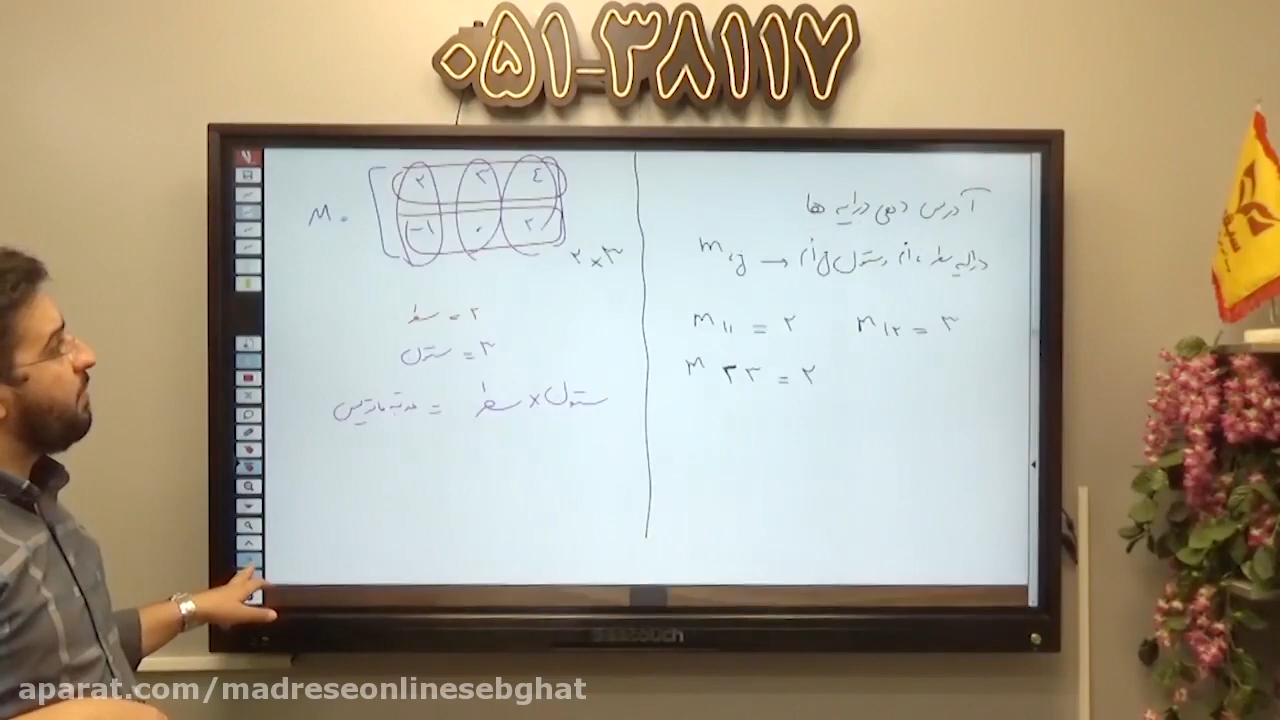 ۰۵۱-۳۸۱۱۷
M = [
۲ ۳ ٤
-۱ ۰ ۲
]
۲×۳
سطر = ۲
ستون = ۳
مرتبه ماتریس = سطر × ستون
آدرس دهی درایه ها
درایه سطر i ام و ستون j ام ← mij
m۱۱ = ۲ m۱۲ = ۳
m۲۳ = ۲
aparat.com/madreseonlinesebghat